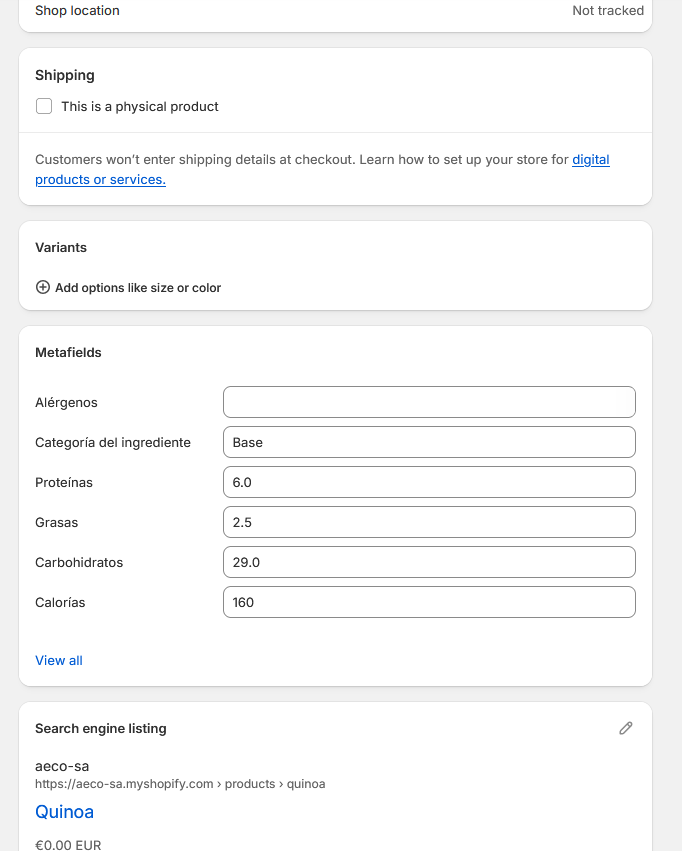 Shop location
Not tracked
Shipping
This is a physical product
Customers won’t enter shipping details at checkout. Learn how to set up your store for digital
products or services.
Variants
Add options like size or color
Metafields
Alérgenos
Categoría del ingrediente
Base
Proteínas
6.0
Grasas
2.5
Carbohidratos
29.0
Calorías
160
View all
Search engine listing
aeco-sa
https://aeco-sa.myshopify.com › products › quinoa
Quinoa
€0.00 EUR